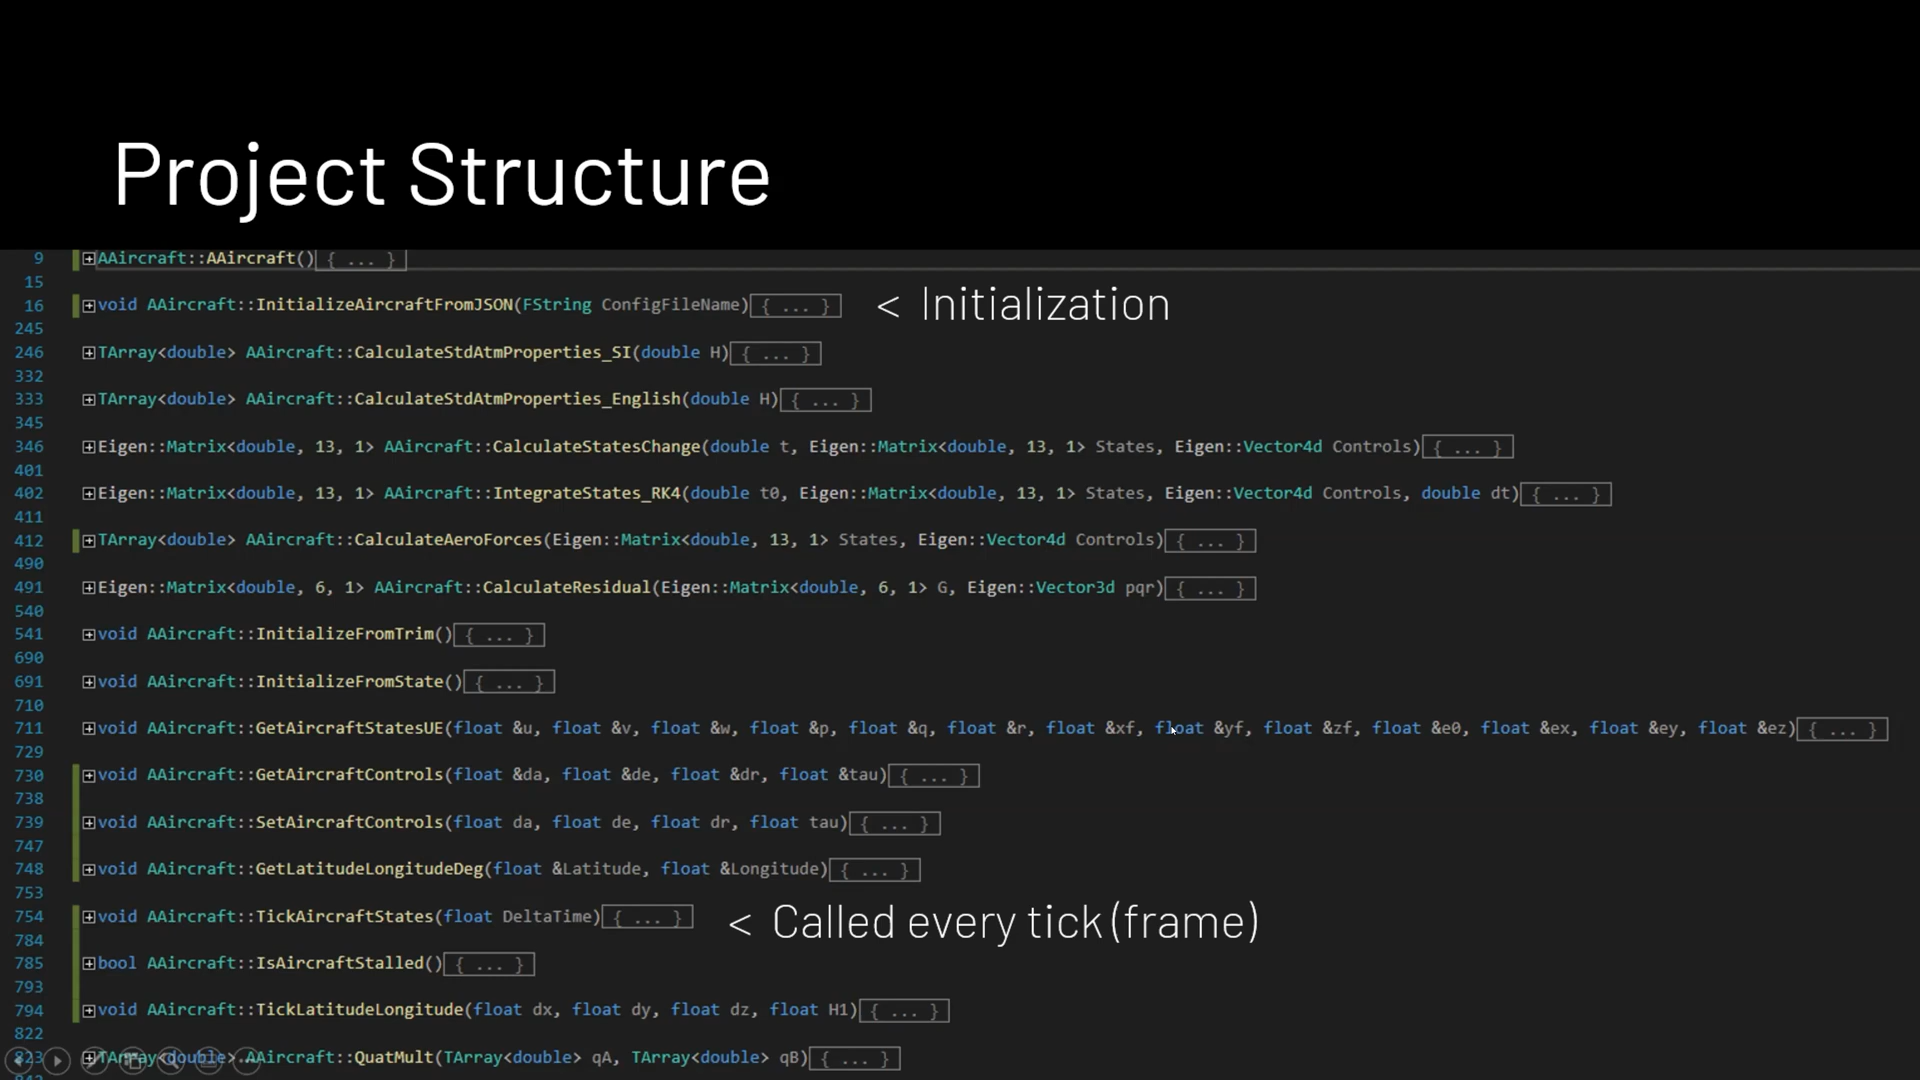 Project Structure
9 AAircraft::AAircraft() { ... }
15
16 void AAircraft::InitializeAircraftFromJSON(FString ConfigFileName) { ... } < Initialization
245
246 TArray<double> AAircraft::CalculateStdAtmProperties_SI(double H) { ... }
332
333 TArray<double> AAircraft::CalculateStdAtmProperties_English(double H) { ... }
345
346 Eigen::Matrix<double, 13, 1> AAircraft::CalculateStatesChange(double t, Eigen::Matrix<double, 13, 1> States, Eigen::Vector4d Controls) { ... }
401
402 Eigen::Matrix<double, 13, 1> AAircraft::IntegrateStates_RK4(double t0, Eigen::Matrix<double, 13, 1> States, Eigen::Vector4d Controls, double dt) { ... }
411
412 TArray<double> AAircraft::CalculateAeroForces(Eigen::Matrix<double, 13, 1> States, Eigen::Vector4d Controls) { ... }
490
491 Eigen::Matrix<double, 6, 1> AAircraft::CalculateResidual(Eigen::Matrix<double, 6, 1> G, Eigen::Vector3d pqr) { ... }
540
541 void AAircraft::InitializeFromTrim() { ... }
690
691 void AAircraft::InitializeFromState() { ... }
710
711 void AAircraft::GetAircraftStatesUE(float &u, float &v, float &w, float &p, float &q, float &r, float &xf, float &yf, float &zf, float &e0, float &ex, float &ey, float &ez) { ... }
729
730 void AAircraft::GetAircraftControls(float &da, float &de, float &dr, float &tau) { ... }
738
739 void AAircraft::SetAircraftControls(float da, float de, float dr, float tau) { ... }
747
748 void AAircraft::GetLatitudeLongitudeDeg(float &Latitude, float &Longitude) { ... }
753
754 void AAircraft::TickAircraftStates(float DeltaTime) { ... } < Called every tick (frame)
784
785 bool AAircraft::IsAircraftStalled() { ... }
793
794 void AAircraft::TickLatitudeLongitude(float dx, float dy, float dz, float H1) { ... }
822
823 TArray<double> AAircraft::QuatMult(TArray<double> qA, TArray<double> qB) { ... }